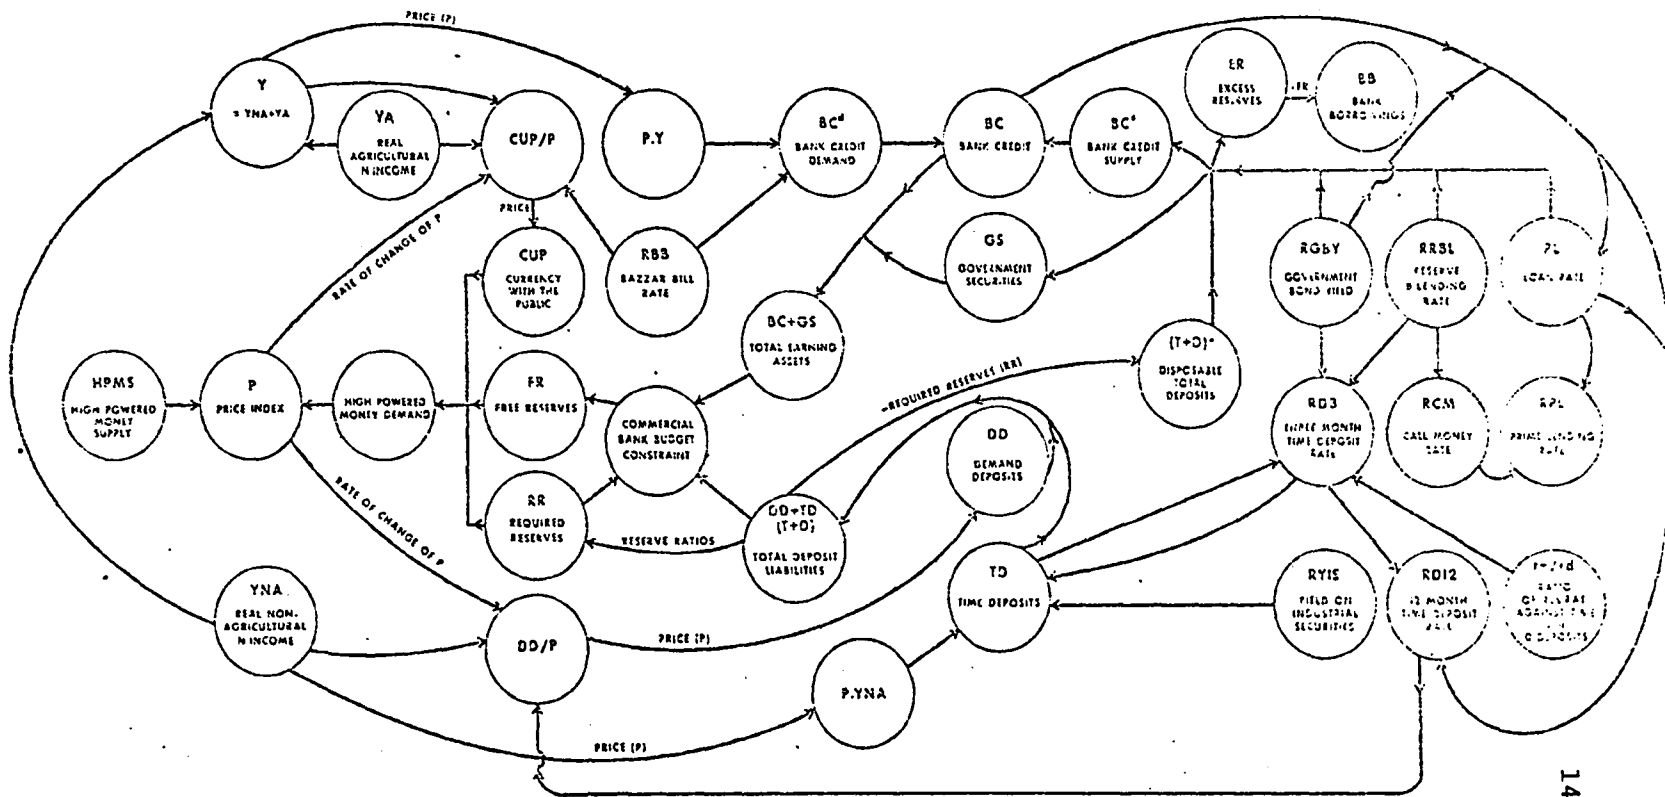 PRICE (P)
Y
= YNA+YA
YA
REAL
AGRICULTURAL
N INCOME
CUP/P
P.Y
BCd
BANK CREDIT
DEMAND
BC
BANK CREDIT
BCs
BANK CREDIT
SUPPLY
ER
EXCESS
RESERVES
-FR
BB
BANK
BORROWINGS
PRICE
RATE OF CHANGE OF P
CUP
CURRENCY
WITH THE
PUBLIC
RBB
BAZZAR BILL
RATE
GS
GOVERNMENT
SECURITIES
RGBY
GOVERNMENT
BOND YIELD
RRBL
RESERVE
B LENDING
RATE
LOAN RATE
BC+GS
TOTAL EARNING
ASSETS
(T+D)
DISPOSABLE
TOTAL
DEPOSITS
HPMS
HIGH POWERED
MONEY
SUPPLY
P
PRICE INDEX
HIGH POWERED
MONEY DEMAND
FR
FREE RESERVES
COMMERCIAL
BANK BUDGET
CONSTRAINT
-REQUIRED RESERVES (RR)
DD
DEMAND
DEPOSITS
RD3
THREE MONTH
TIME DEPOSIT
RATE
RCM
CALL MONEY
RATE
RPL
PRIME LENDING
RATE
RATE OF CHANGE OF P
RR
REQUIRED
RESERVES
RESERVE RATIOS
DD+TD
(T+D)
TOTAL DEPOSIT
LIABILITIES
YNA
REAL NON-
AGRICULTURAL
N INCOME
TD
TIME DEPOSITS
RYIS
YIELD ON
INDUSTRIAL
SECURITIES
RD12
12 MONTH
TIME DEPOSIT
RATE
RATIO
AGAINST TIME
DEPOSITS
DD/P
PRICE (P)
P.YNA
PRICE (P)
14